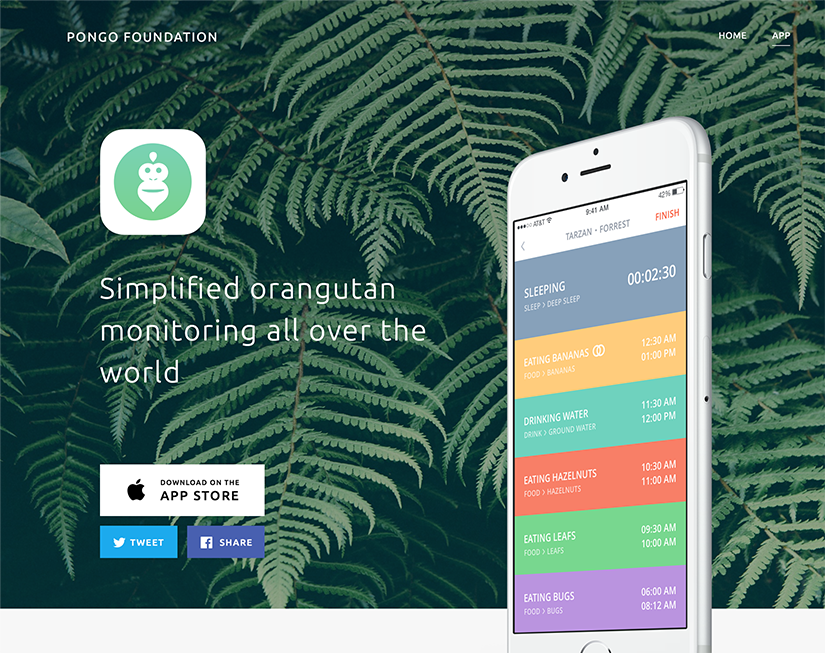 PONGO FOUNDATION
HOME
APP
Simplified orangutan
monitoring all over the
world
DOWNLOAD ON THE
APP STORE
TWEET
SHARE
AT&T
9:41 AM
42%
TARZAN • FORREST
FINISH
SLEEPING
00:02:30
SLEEP > DEEP SLEEP
EATING BANANAS
12:30 AM
FOOD > BANANAS
01:00 PM
DRINKING WATER
11:30 AM
DRINK > GROUND WATER
12:00 PM
EATING HAZELNUTS
10:30 AM
FOOD > HAZELNUTS
11:00 AM
EATING LEAFS
09:30 AM
FOOD > LEAFS
10:00 AM
EATING BUGS
06:00 AM
FOOD > BUGS
08:12 AM